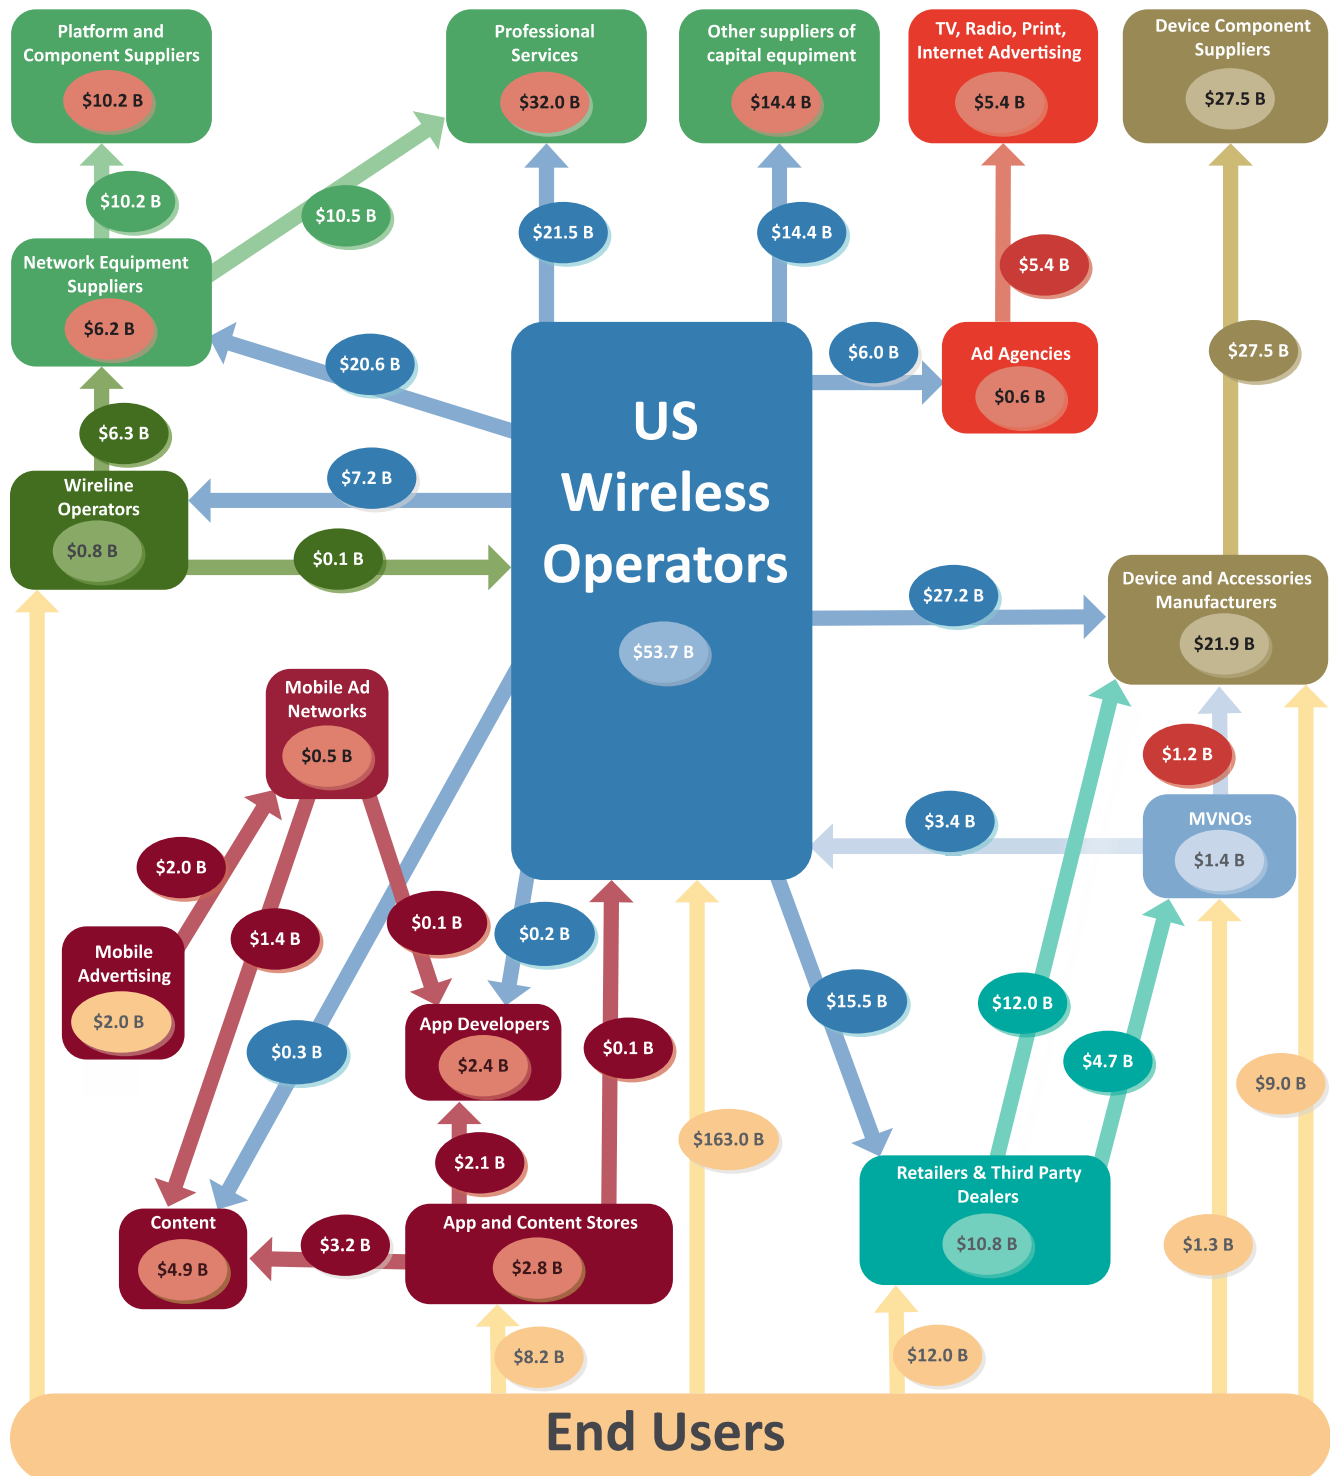 Platform and
Component Suppliers
$10.2 B
Professional
Services
$32.0 B
Other suppliers of
capital equpiment
$14.4 B
TV, Radio, Print,
Internet Advertising
$5.4 B
Device Component
Suppliers
$27.5 B
$10.2 B
$10.5 B
$21.5 B
$14.4 B
$5.4 B
Network Equipment
Suppliers
$6.2 B
$20.6 B
$6.0 B
Ad Agencies
$0.6 B
$27.5 B
$6.3 B
$7.2 B
US
Wireless
Operators
$53.7 B
Wireline
Operators
$0.8 B
$0.1 B
$27.2 B
Device and Accessories
Manufacturers
$21.9 B
Mobile Ad
Networks
$0.5 B
$1.2 B
$2.0 B
$3.4 B
MVNOs
$1.4 B
$1.4 B
$0.1 B
$0.2 B
Mobile
Advertising
$2.0 B
$15.5 B
$12.0 B
$0.3 B
App Developers
$2.4 B
$0.1 B
$4.7 B
$9.0 B
$163.0 B
$2.1 B
Retailers & Third Party
Dealers
$10.8 B
Content
$4.9 B
$3.2 B
App and Content Stores
$2.8 B
$1.3 B
$8.2 B
$12.0 B
End Users